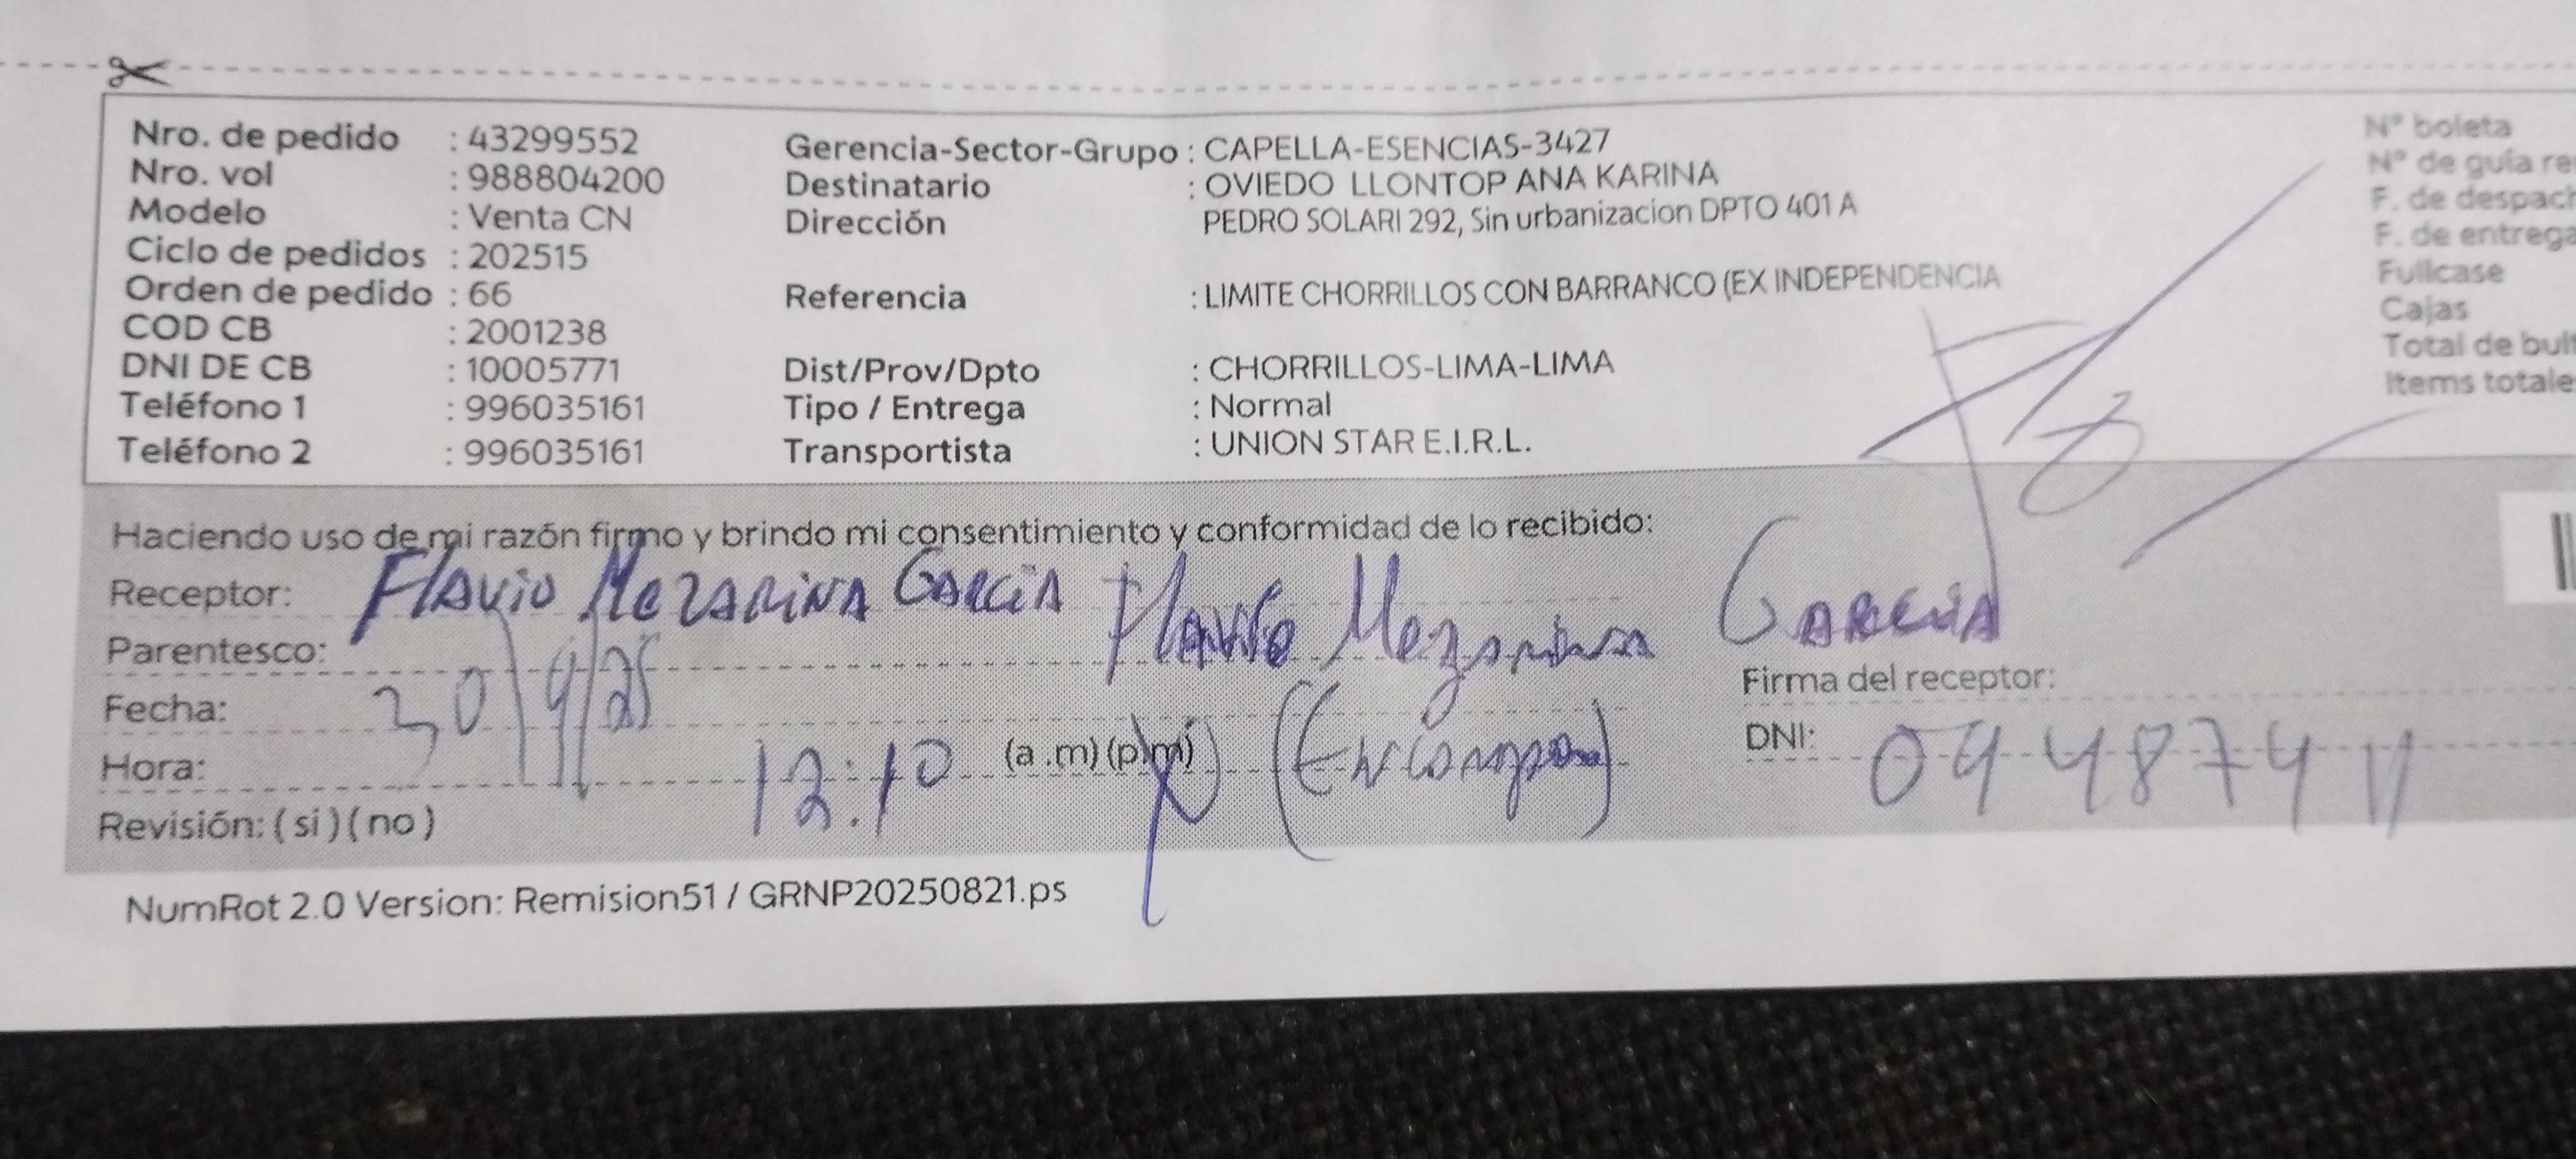 Nro. de pedido : 43299552
Nro. vol : 988804200
Modelo : Venta CN
Ciclo de pedidos : 202515
Orden de pedido : 66
COD CB : 2001238
DNI DE CB : 10005771
Teléfono 1 : 996035161
Teléfono 2 : 996035161
Gerencia-Sector-Grupo : CAPELLA-ESENCIAS-3427
Destinatario : OVIEDO LLONTOP ANA KARINA
Dirección PEDRO SOLARI 292, Sin urbanizacion DPTO 401 A
Referencia : LIMITE CHORRILLOS CON BARRANCO (EX INDEPENDENCIA
Dist/Prov/Dpto : CHORRILLOS-LIMA-LIMA
Tipo / Entrega : Normal
Transportista : UNION STAR E.I.R.L.
N° boleta
N° de guía re
F. de despach
F. de entrega
Fullcase
Cajas
Total de bult
Items totale
Haciendo uso de mi razón firmo y brindo mi consentimiento y conformidad de lo recibido:
Receptor: FLAVIO MEZARINA GARCIA Flavio Mezarina GARCIA
Parentesco:
Fecha: 30/9/25
Hora: 12:10 (a .m) (p.m)
Revisión: ( si ) ( no )
Firma del receptor:
DNI: 09487411
NumRot 2.0 Version: Remision51 / GRNP20250821.ps